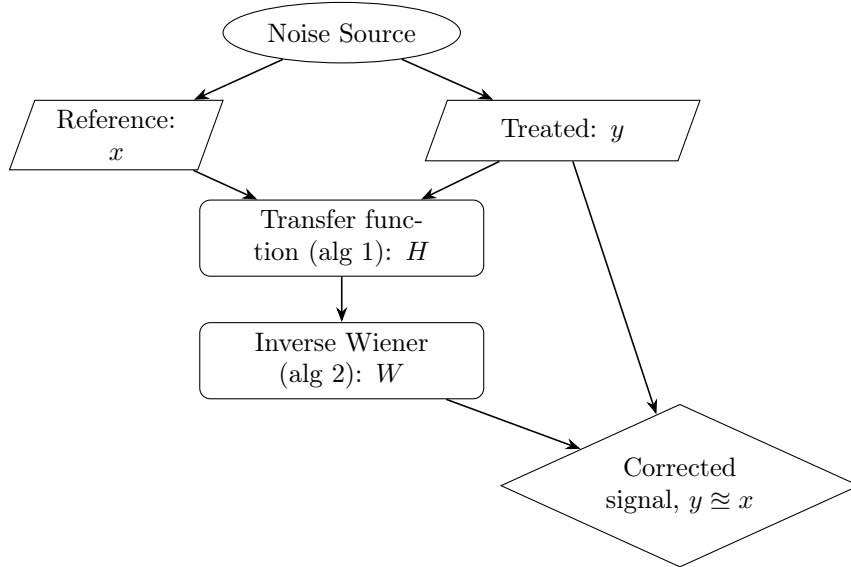 Noise Source
Reference:
x
Treated: y
Transfer func-
tion (alg 1): H
Inverse Wiener
(alg 2): W
Corrected
signal, y ≊ x